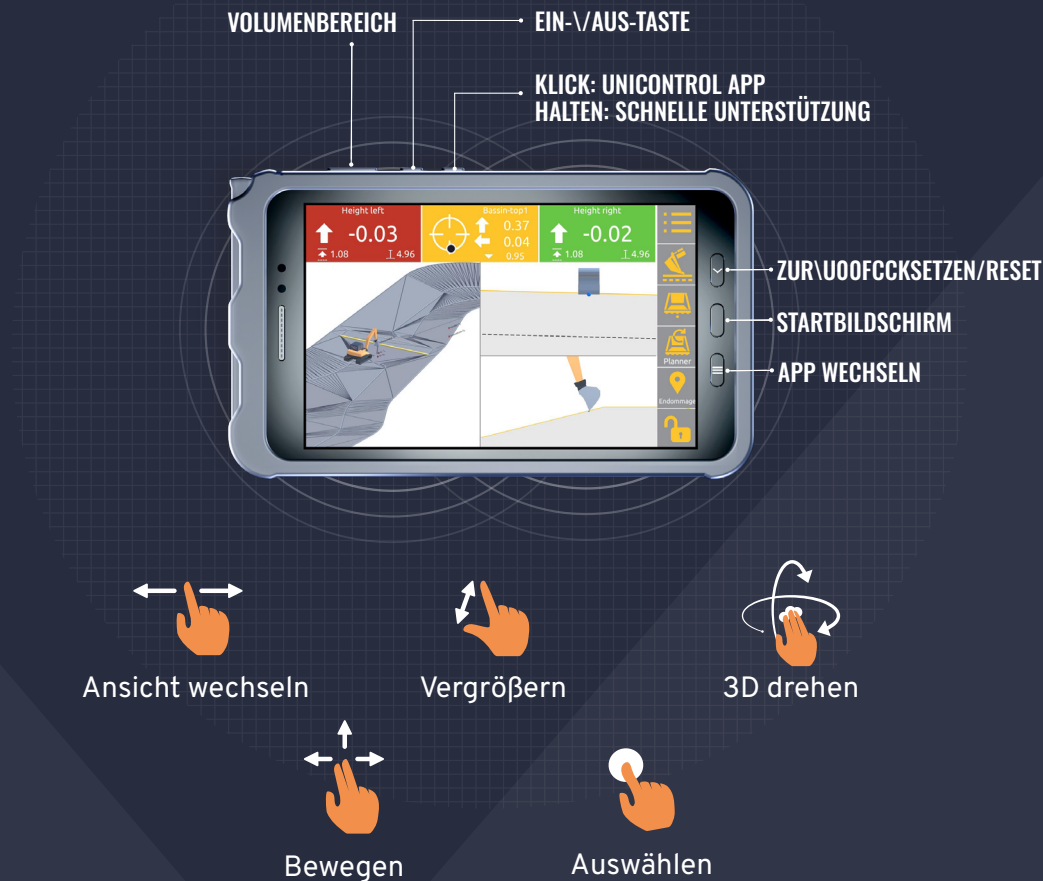 VOLUMENBEREICH
EIN-\/AUS-TASTE
KLICK: UNICONTROL APP
HALTEN: SCHNELLE UNTERSTÜTZUNG
Height left
-0.03
1.08
4.96
Bassin-top1
0.37
0.04
0.95
Height right
-0.02
1.08
4.96
Planner
Endommage
ZUR\U00FCCKSETZEN/RESET
STARTBILDSCHIRM
APP WECHSELN
Ansicht wechseln
Vergrößern
3D drehen
Bewegen
Auswählen